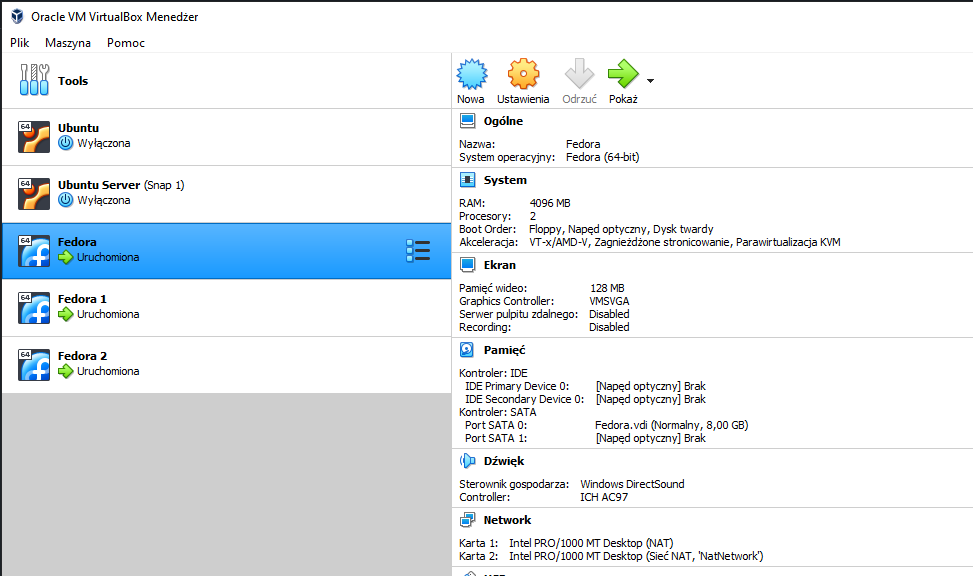 Oracle VM VirtualBox Menedżer
Plik Maszyna Pomoc
Tools
64
Ubuntu
Wyłączona
64
Ubuntu Server (Snap 1)
Wyłączona
64
Fedora
Uruchomiona
64
Fedora 1
Uruchomiona
64
Fedora 2
Uruchomiona
Nowa Ustawienia Odrzuć Pokaż
Ogólne
Nazwa: Fedora
System operacyjny: Fedora (64-bit)
System
RAM: 4096 MB
Procesory: 2
Boot Order: Floppy, Napęd optyczny, Dysk twardy
Akceleracja: VT-x/AMD-V, Zagnieżdżone stronicowanie, Parawirtualizacja KVM
Ekran
Pamięć wideo: 128 MB
Graphics Controller: VMSVGA
Serwer pulpitu zdalnego: Disabled
Recording: Disabled
Pamięć
Kontroler: IDE
IDE Primary Device 0: [Napęd optyczny] Brak
IDE Secondary Device 0: [Napęd optyczny] Brak
Kontroler: SATA
Port SATA 0: Fedora.vdi (Normalny, 8,00 GB)
Port SATA 1: [Napęd optyczny] Brak
Dźwięk
Sterownik gospodarza: Windows DirectSound
Controller: ICH AC97
Network
Karta 1: Intel PRO/1000 MT Desktop (NAT)
Karta 2: Intel PRO/1000 MT Desktop (Sieć NAT, 'NatNetwork')